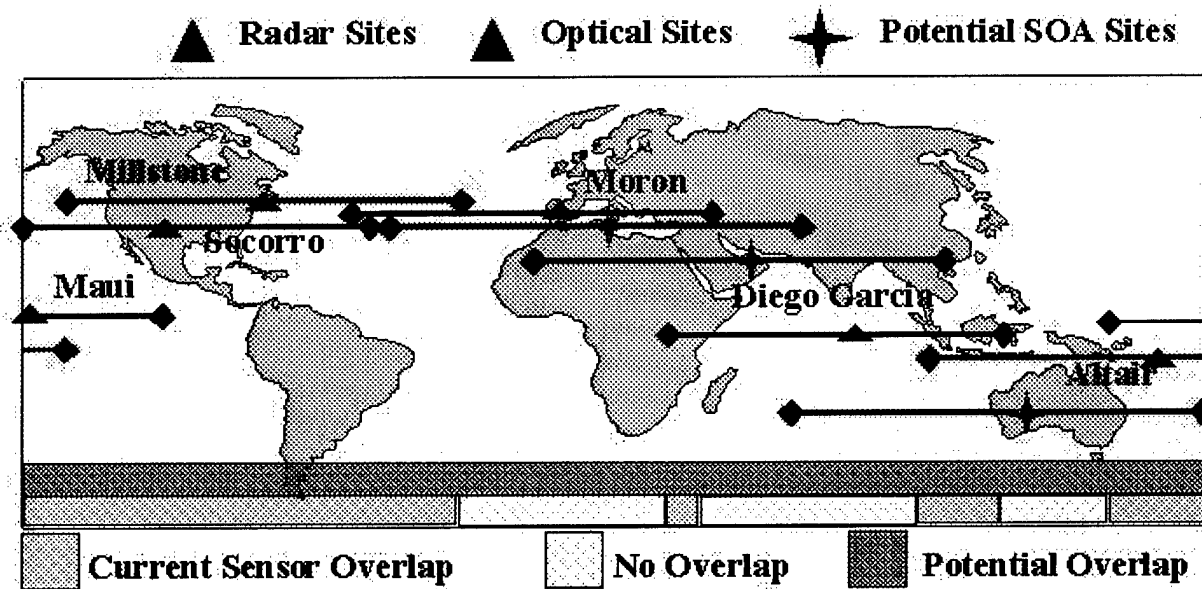 Radar Sites Optical Sites Potential SOA Sites
Millstone
Moron
Socorro
Maui
Diego Garcia
Altair
Current Sensor Overlap No Overlap Potential Overlap